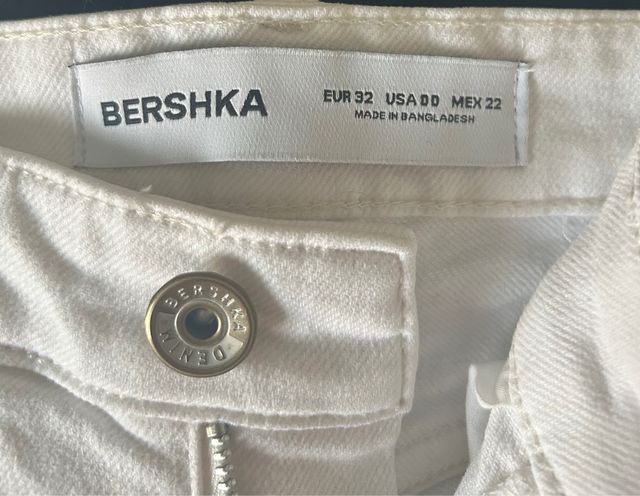 BERSHKA
EUR 32 USA 00 MEX 22
MADE IN BANGLADESH
BERSHKA
DENIM